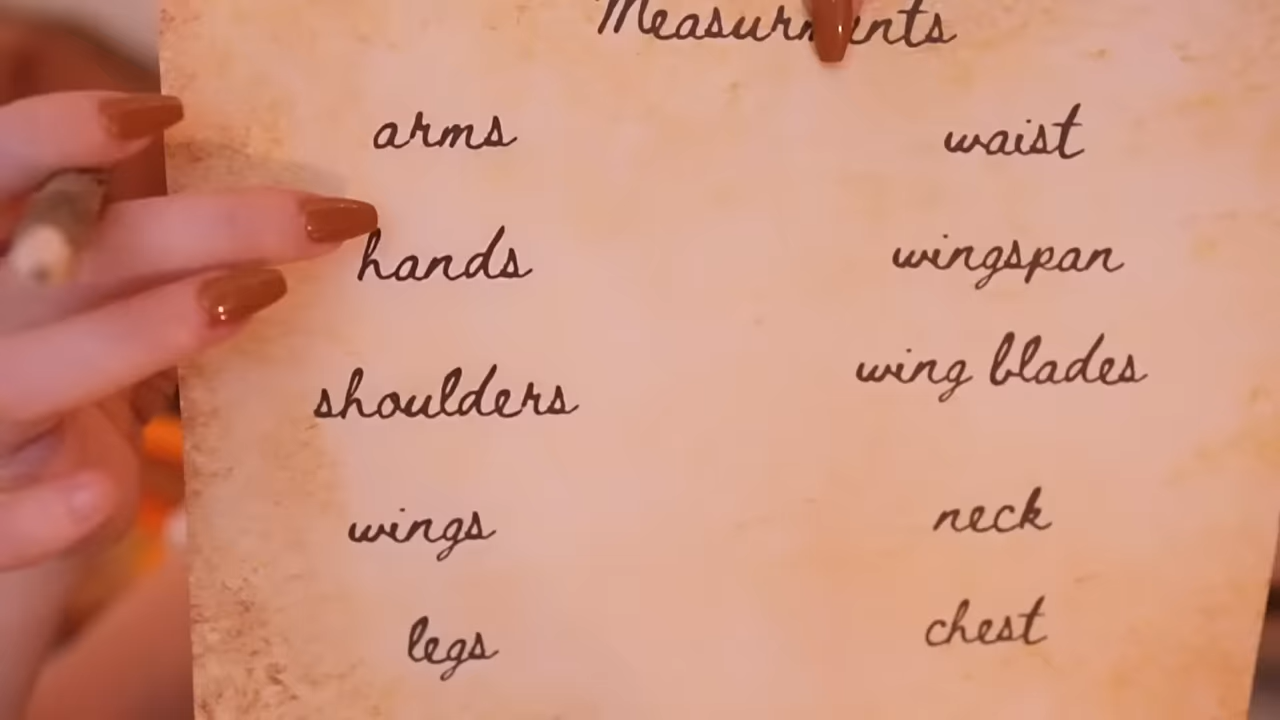 arms
hands
shoulders
wings
legs
waist
wingspan
wing blades
neck
chest